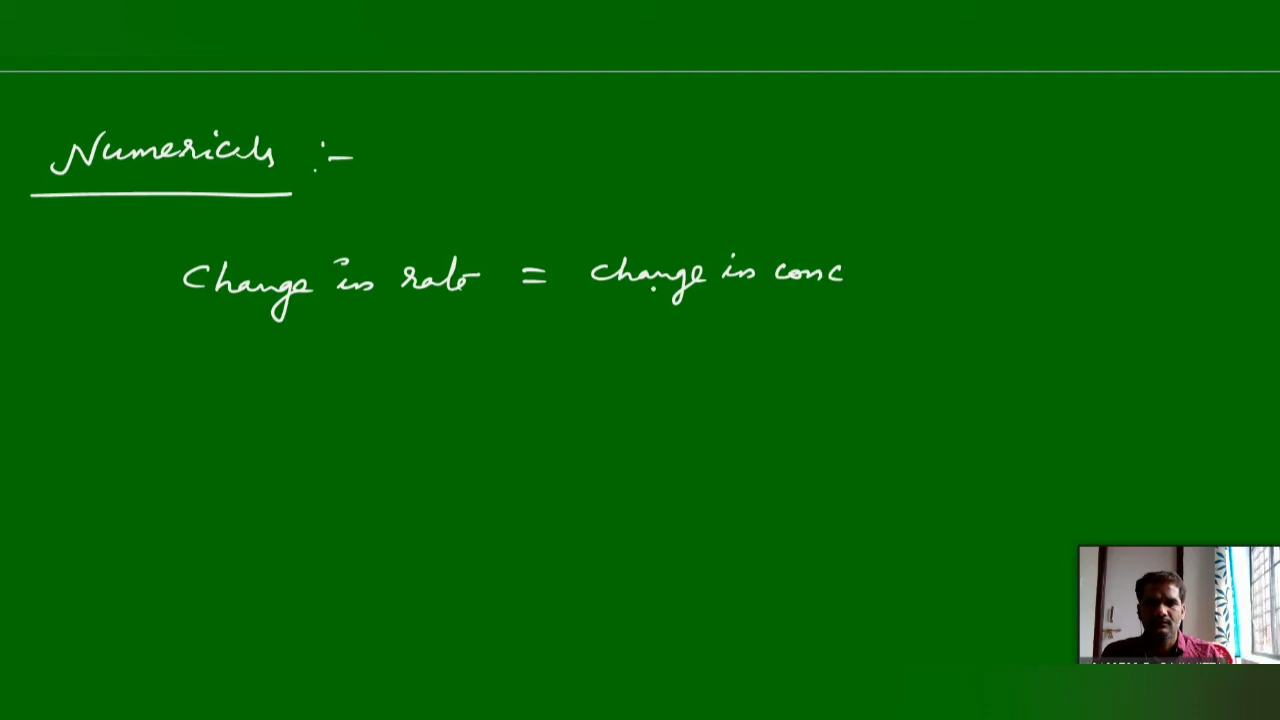 Numericals :-
Change in rate = change in conc